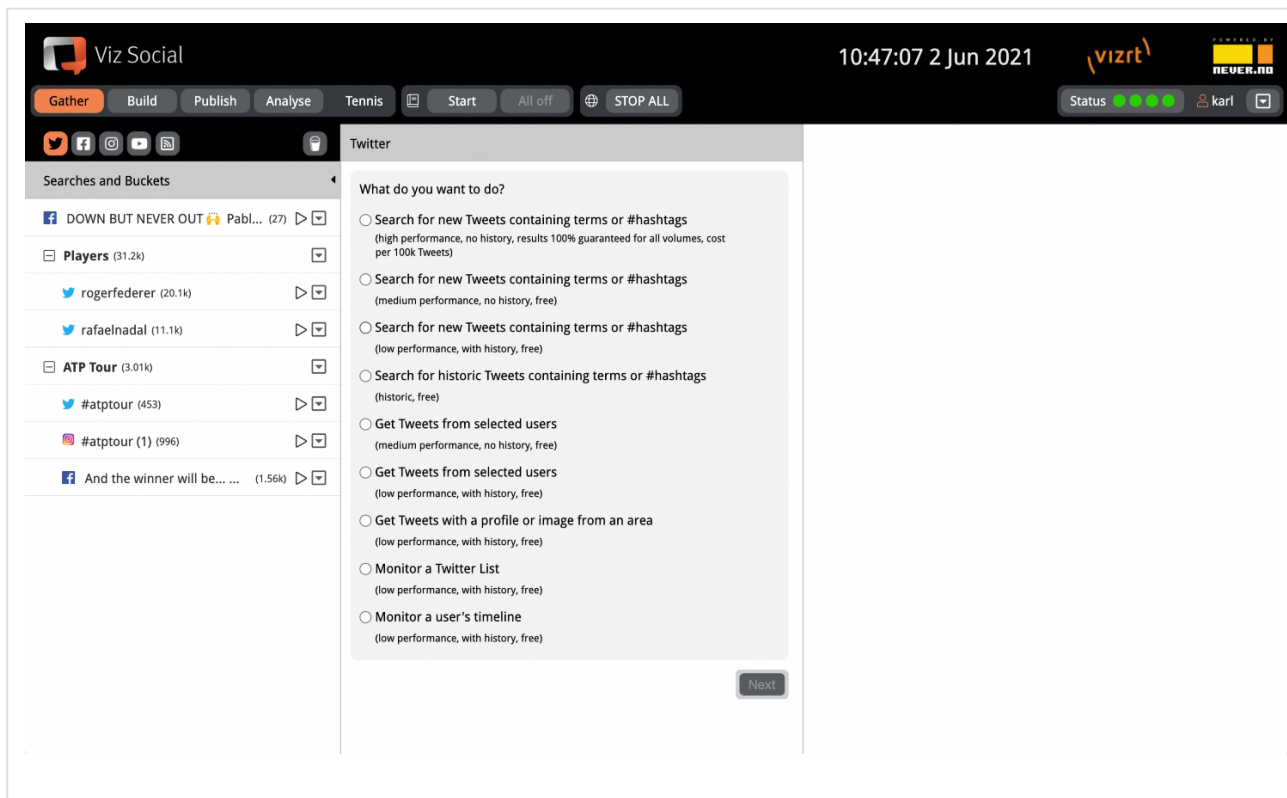 Viz Social
10:47:07 2 Jun 2021
vizrt
POWERED BY
NEVER.NO
Gather Build Publish Analyse Tennis Start All off STOP ALL
Status karl
Twitter
Searches and Buckets
What do you want to do?
DOWN BUT NEVER OUT🙌 Pabl... (27)
Players (31.2k)
rogerfederer (20.1k)
rafaelnadal (11.1k)
ATP Tour (3.01k)
#atptour (453)
#atptour (1) (996)
And the winner will be... ... (1.56k)
Search for new Tweets containing terms or #hashtags
(high performance, no history, results 100% guaranteed for all volumes, cost
per 100k Tweets)
Search for new Tweets containing terms or #hashtags
(medium performance, no history, free)
Search for new Tweets containing terms or #hashtags
(low performance, with history, free)
Search for historic Tweets containing terms or #hashtags
(historic, free)
Get Tweets from selected users
(medium performance, no history, free)
Get Tweets from selected users
(low performance, with history, free)
Get Tweets with a profile or image from an area
(low performance, with history, free)
Monitor a Twitter List
(low performance, with history, free)
Monitor a user's timeline
(low performance, with history, free)
Next